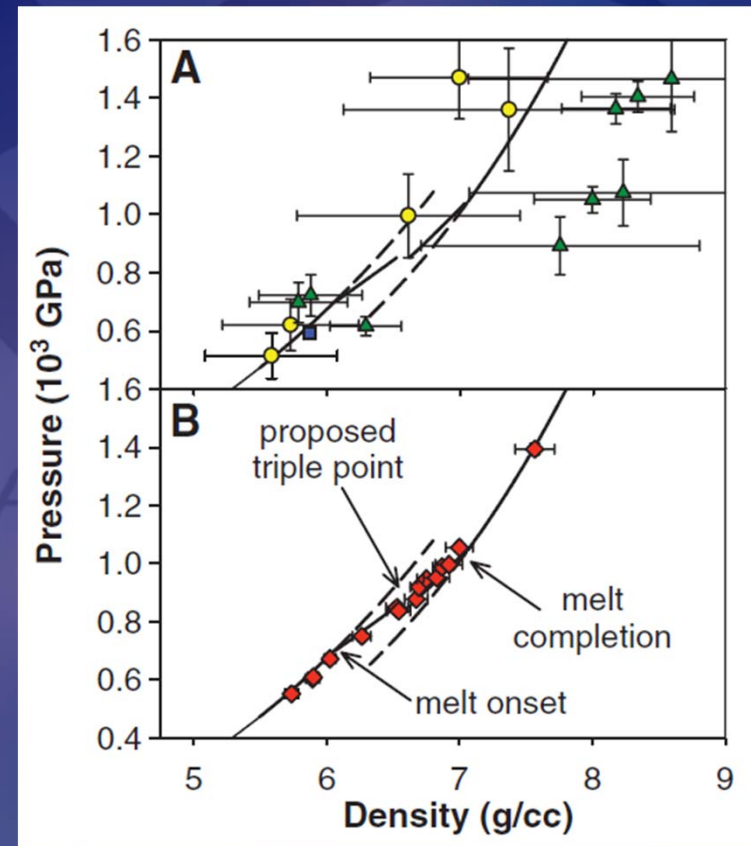 Pressure (10³ GPa)
1.6
A
1.4
1.2
1.0
0.8
0.6
1.6
B
proposed
triple point
1.4
1.2
1.0
melt
completion
0.8
0.6
melt onset
0.4
5 6 7 8 9
Density (g/cc)